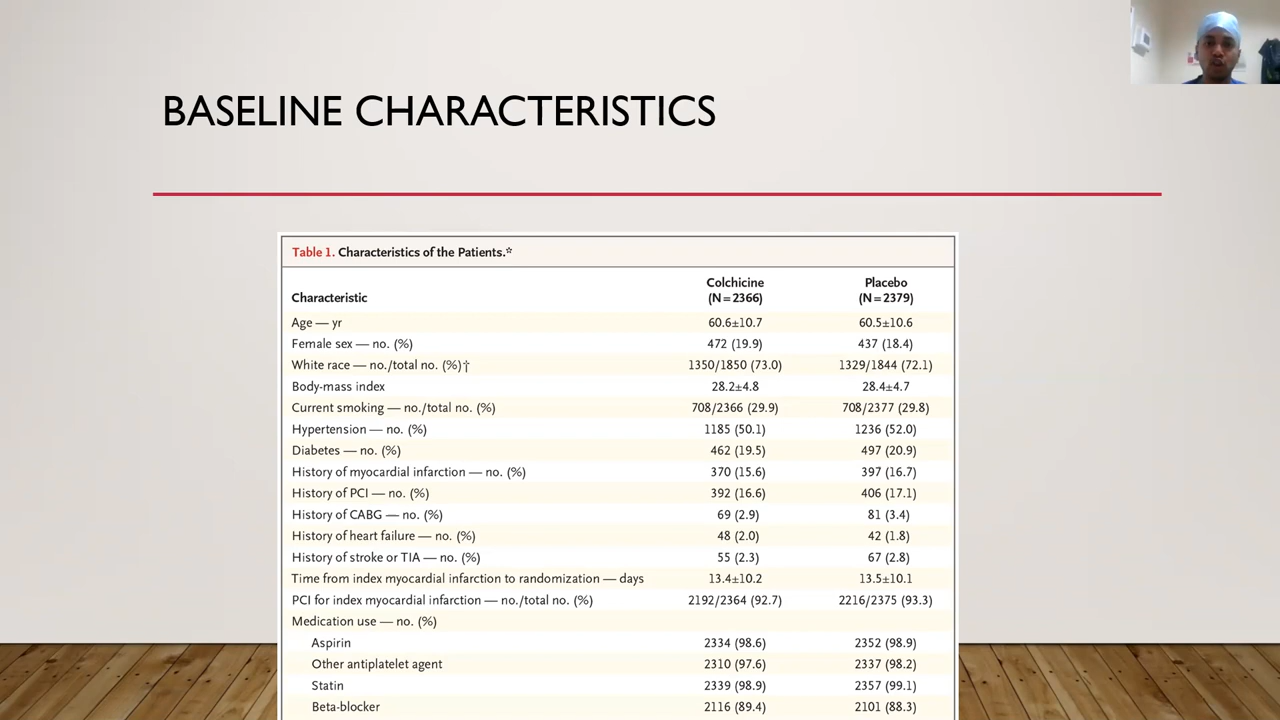 BASELINE CHARACTERISTICS
Table 1. Characteristics of the Patients.*
Characteristic Colchicine (N=2366) Placebo (N=2379)
Age — yr 60.6±10.7 60.5±10.6
Female sex — no. (%) 472 (19.9) 437 (18.4)
White race — no./total no. (%)† 1350/1850 (73.0) 1329/1844 (72.1)
Body-mass index 28.2±4.8 28.4±4.7
Current smoking — no./total no. (%) 708/2366 (29.9) 708/2377 (29.8)
Hypertension — no. (%) 1185 (50.1) 1236 (52.0)
Diabetes — no. (%) 462 (19.5) 497 (20.9)
History of myocardial infarction — no. (%) 370 (15.6) 397 (16.7)
History of PCI — no. (%) 392 (16.6) 406 (17.1)
History of CABG — no. (%) 69 (2.9) 81 (3.4)
History of heart failure — no. (%) 48 (2.0) 42 (1.8)
History of stroke or TIA — no. (%) 55 (2.3) 67 (2.8)
Time from index myocardial infarction to randomization — days 13.4±10.2 13.5±10.1
PCI for index myocardial infarction — no./total no. (%) 2192/2364 (92.7) 2216/2375 (93.3)
Medication use — no. (%)
Aspirin 2334 (98.6) 2352 (98.9)
Other antiplatelet agent 2310 (97.6) 2337 (98.2)
Statin 2339 (98.9) 2357 (99.1)
Beta-blocker 2116 (89.4) 2101 (88.3)